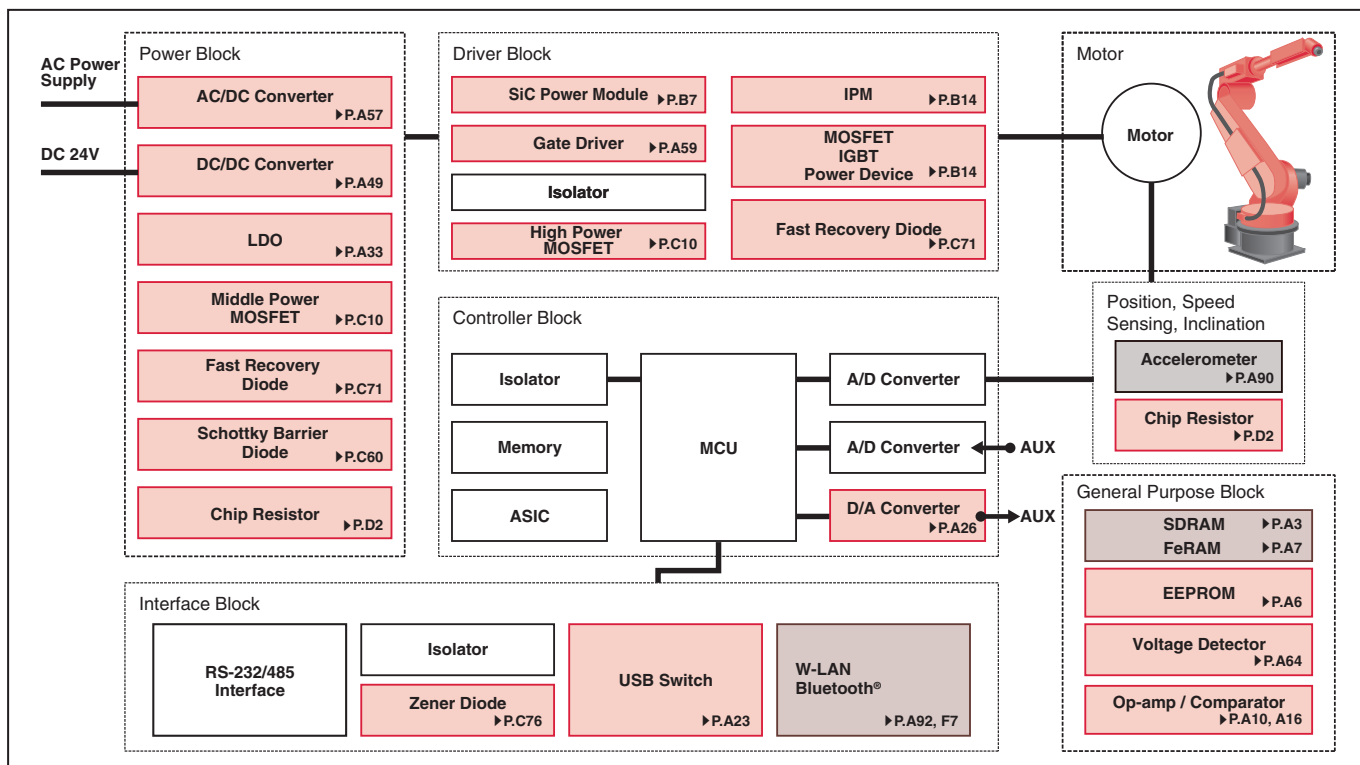 AC Power
Supply
DC 24V
Power Block
AC/DC Converter
▶P.A57
DC/DC Converter
▶P.A49
LDO
▶P.A33
Middle Power
MOSFET
▶P.C10
Fast Recovery
Diode
▶P.C71
Schottky Barrier
Diode
▶P.C60
Chip Resistor
▶P.D2
Driver Block
SiC Power Module
▶P.B7
Gate Driver
▶P.A59
Isolator
High Power
MOSFET
▶P.C10
IPM
▶P.B14
MOSFET
IGBT
Power Device
▶P.B14
Fast Recovery Diode
▶P.C71
Motor
Motor
Position, Speed
Sensing, Inclination
Accelerometer
▶P.A90
Chip Resistor
▶P.D2
Controller Block
Isolator
Memory
ASIC
MCU
A/D Converter
A/D Converter
AUX
D/A Converter
▶P.A26
AUX
General Purpose Block
SDRAM ▶P.A3
FeRAM ▶P.A7
EEPROM
▶P.A6
Voltage Detector
▶P.A64
Op-amp / Comparator
▶P.A10, A16
Interface Block
RS-232/485
Interface
Isolator
Zener Diode
▶P.C76
USB Switch
▶P.A23
W-LAN
Bluetooth®
▶P.A92, F7